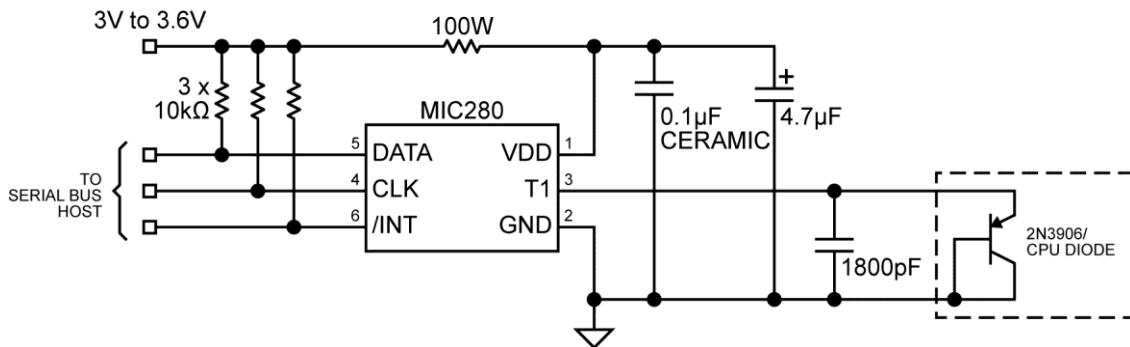 3V to 3.6V
100W
3 x
10kΩ
MIC280
0.1µF
CERAMIC
+
4.7µF
TO
SERIAL BUS
HOST
5 DATA VDD 1
4 CLK T1 3
6 /INT GND 2
1800pF
2N3906/
CPU DIODE